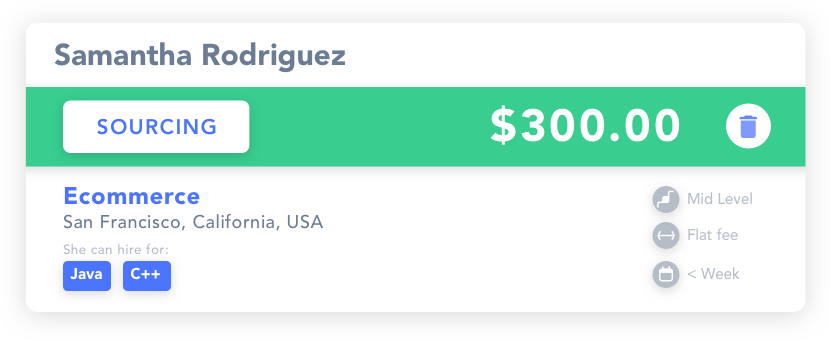 Samantha Rodriguez
SOURCING
$300.00
Ecommerce
San Francisco, California, USA
She can hire for:
Java C++
Mid Level
Flat fee
< Week